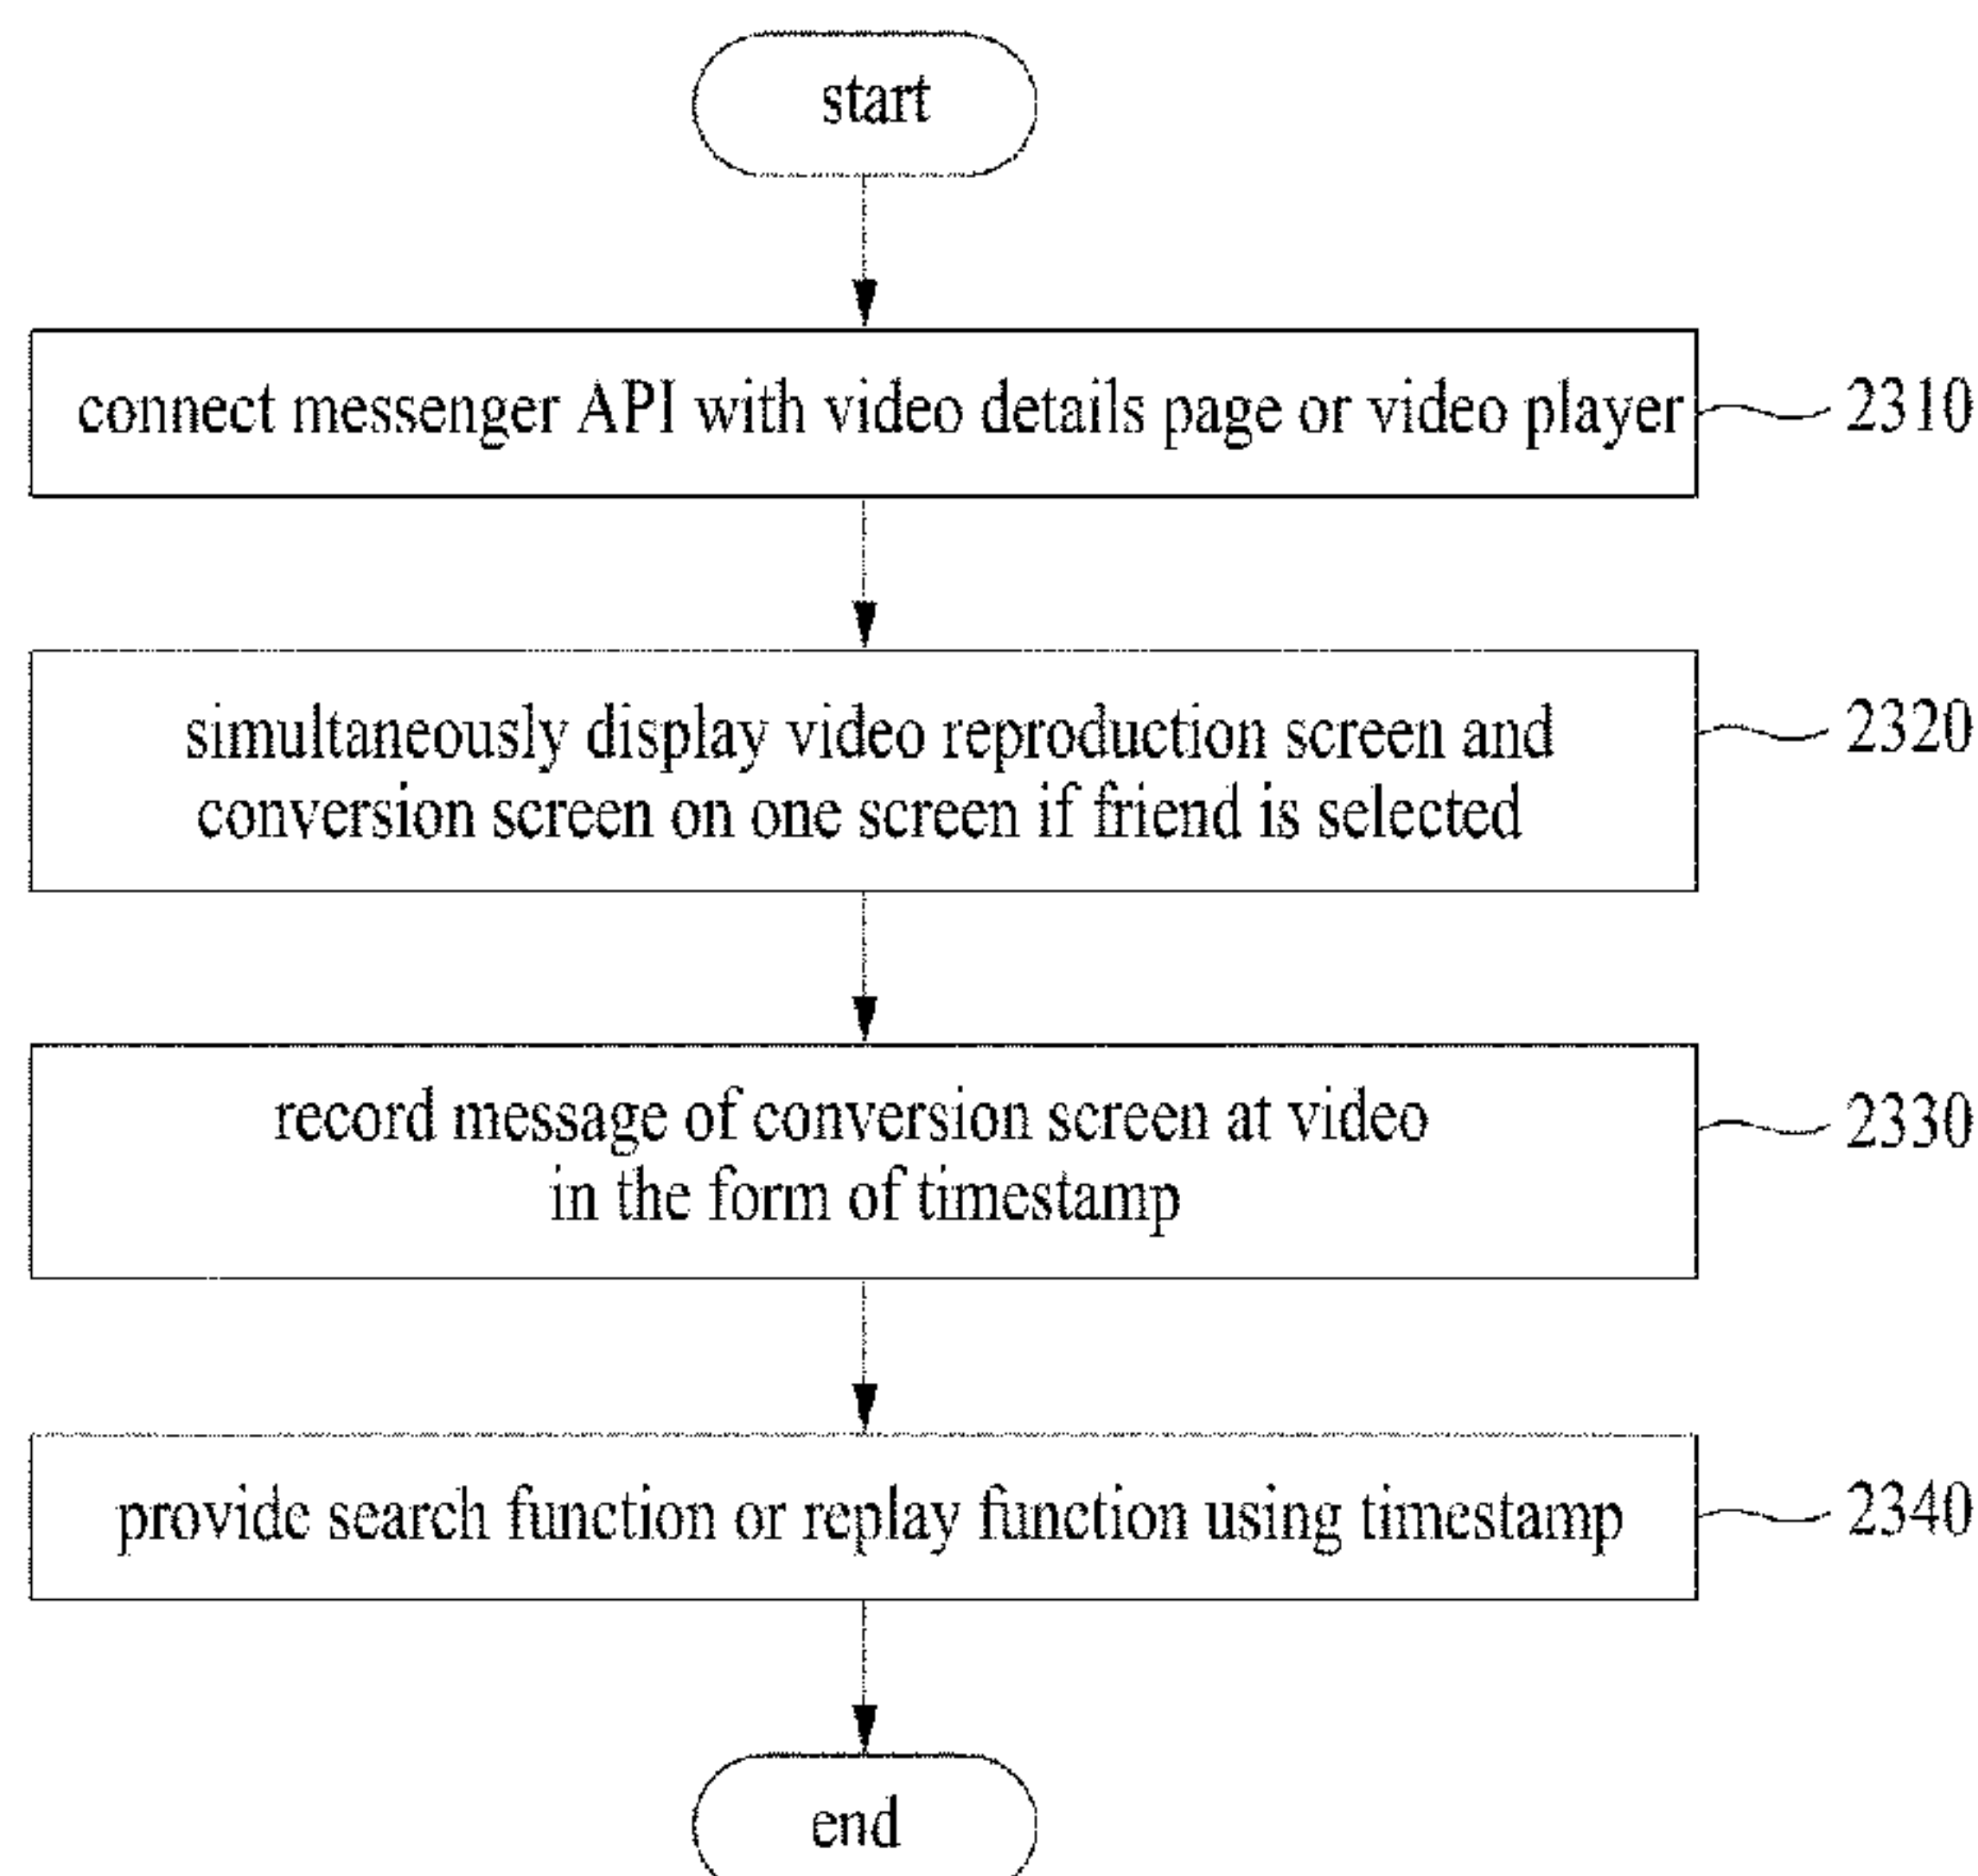 start
connect messenger API with video details page or video player
2310
simultaneously display video reproduction screen and
conversion screen on one screen if friend is selected
2320
record message of conversion screen at video
in the form of timestamp
2330
provide search function or replay function using timestamp
2340
end